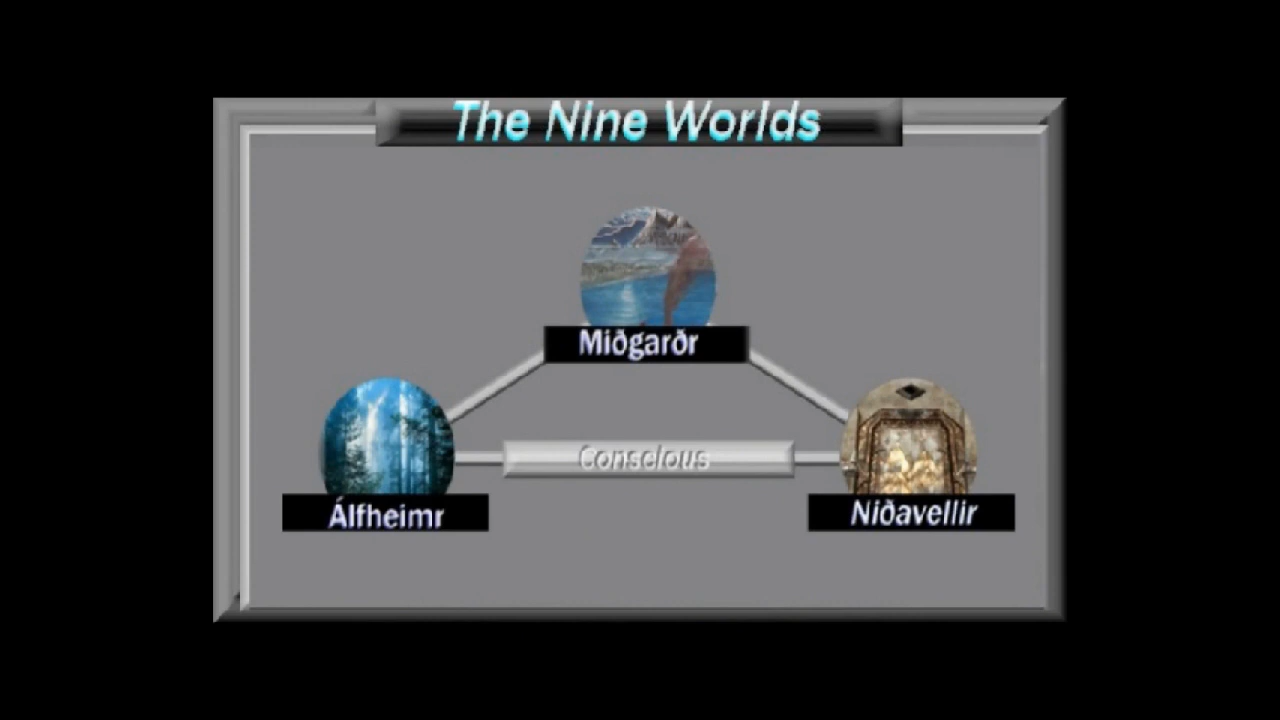 The Nine Worlds
Miðgarðr
Conscious
Álfheimr
Niðavellir